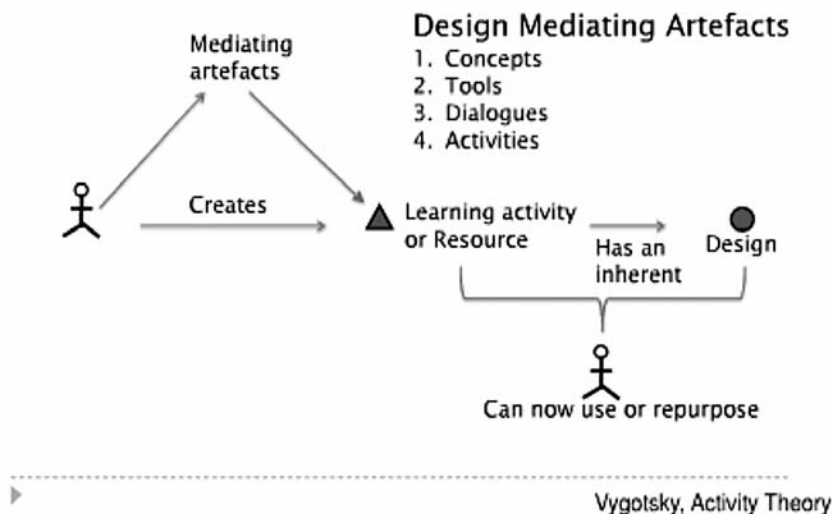 Design Mediating Artefacts
1. Concepts
2. Tools
3. Dialogues
4. Activities
Mediating
artefacts
Creates
Learning activity
or Resource
Has an
inherent
Design
Can now use or repurpose
Vygotsky, Activity Theory